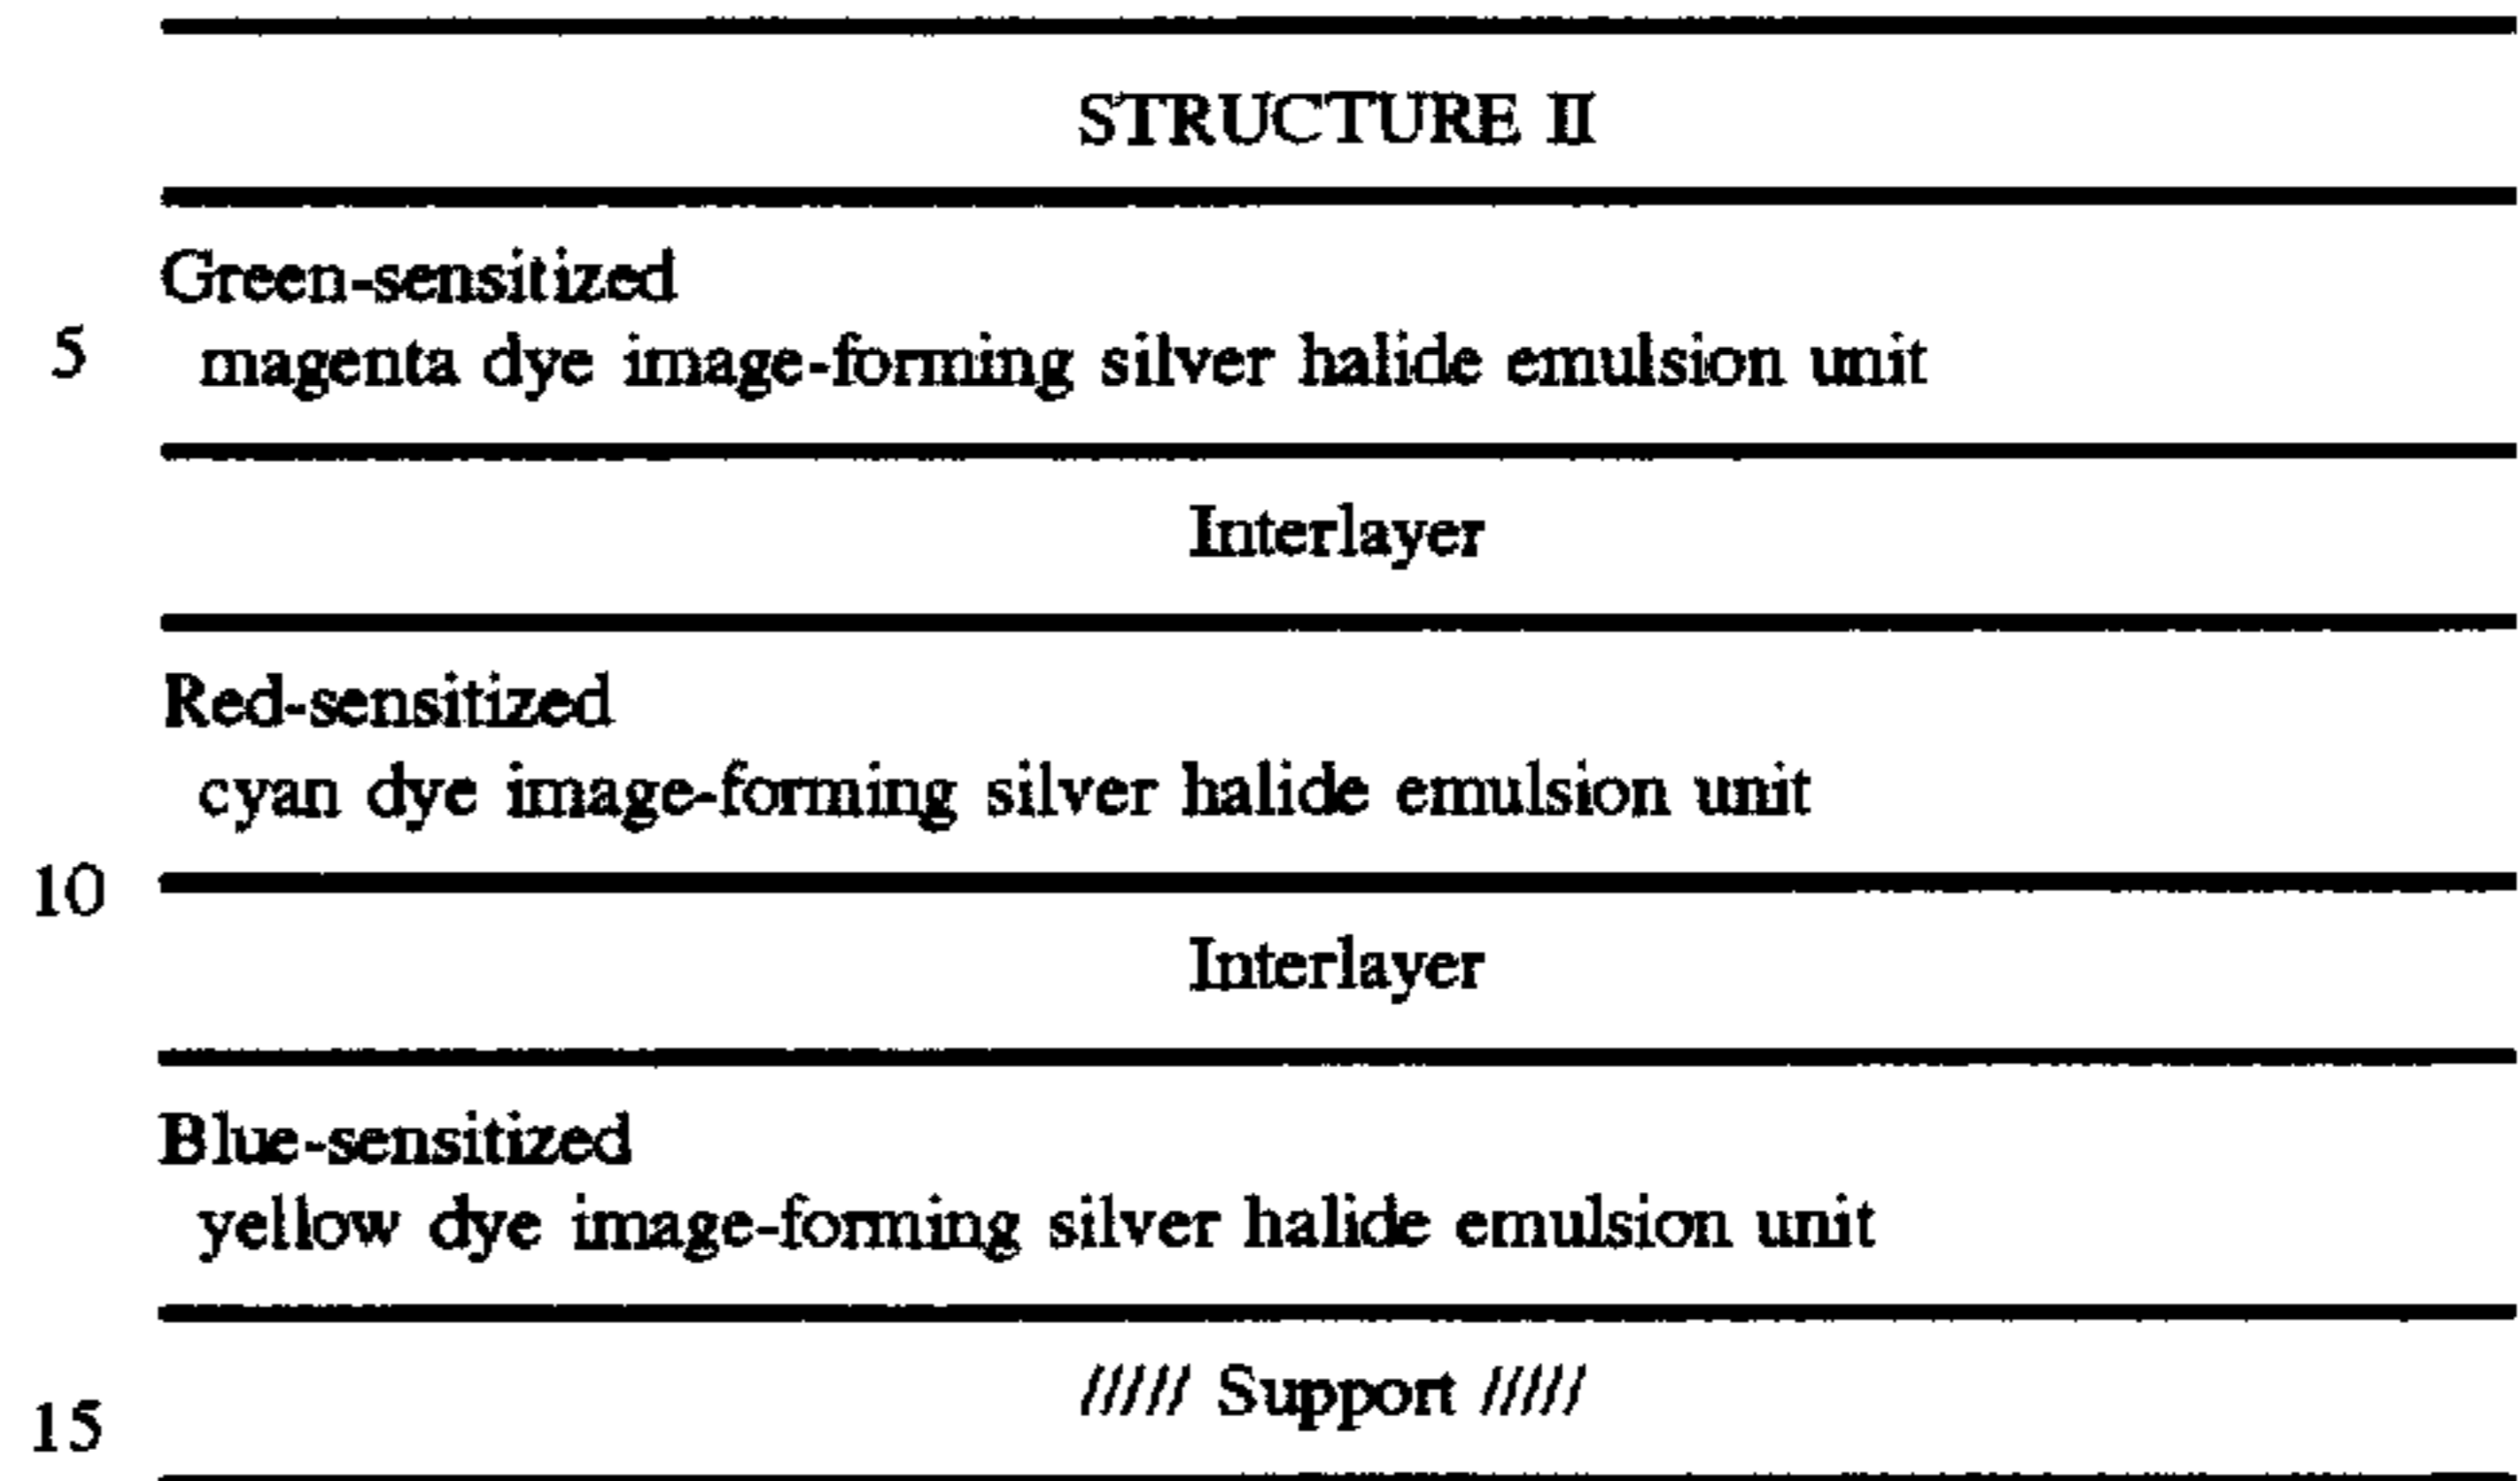 STRUCTURE II
Green-sensitized
5 magenta dye image-forming silver halide emulsion unit
Interlayer
Red-sensitized
cyan dye image-forming silver halide emulsion unit
10
Interlayer
Blue-sensitized
yellow dye image-forming silver halide emulsion unit
///// Support /////
15